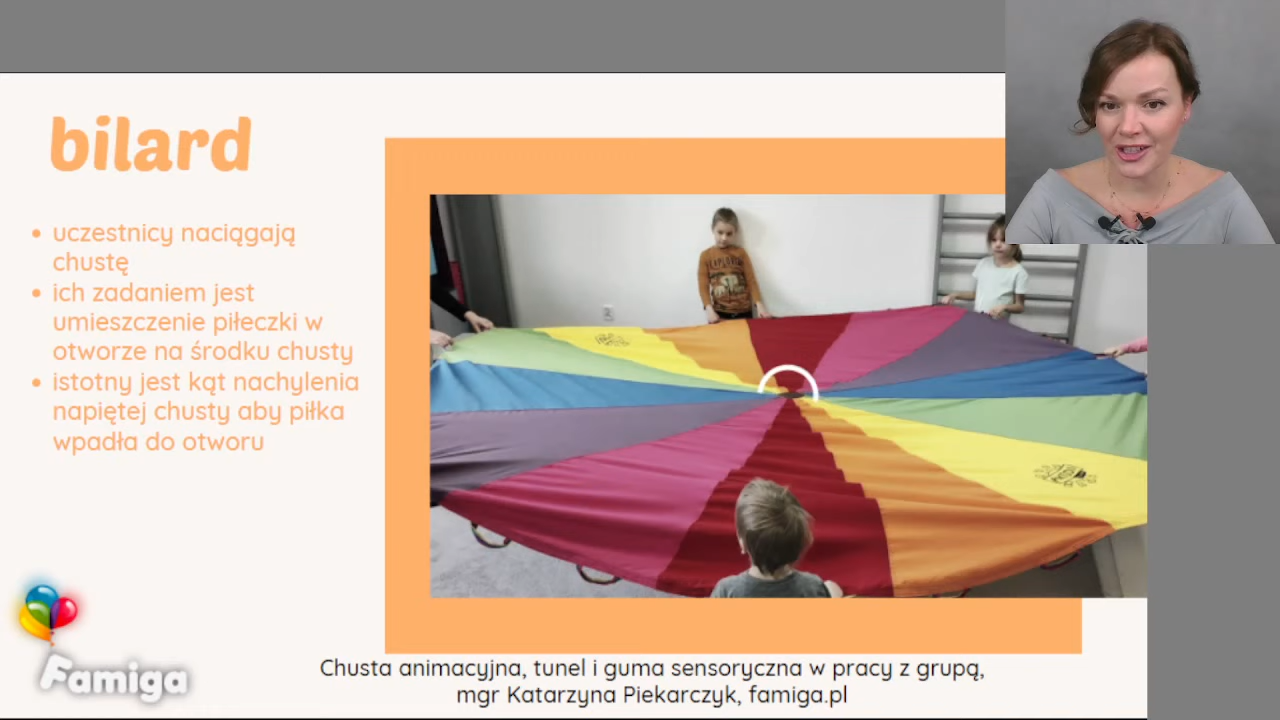 bilard
uczestnicy naciągają
chustę
ich zadaniem jest
umieszczenie piłeczki w
otworze na środku chusty
istotny jest kąt nachylenia
napiętej chusty aby piłka
wpadła do otworu
EXPLORER
Famiga
Chusta animacyjna, tunel i guma sensoryczna w pracy z grupą,
mgr Katarzyna Piekarczyk, famiga.pl